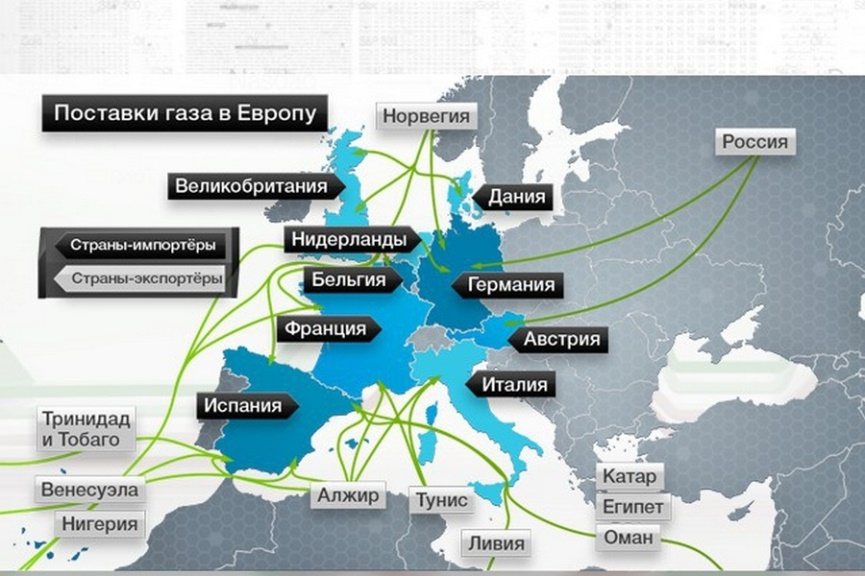 Поставки газа в Европу
Норвегия
Россия
Великобритания
Дания
Нидерланды
Страны-импортёры
Страны-экспортёры
Бельгия
Германия
Франция
Австрия
Италия
Испания
Тринидад
и Тобаго
Венесуэла
Нигерия
Алжир
Тунис
Ливия
Катар
Египет
Оман